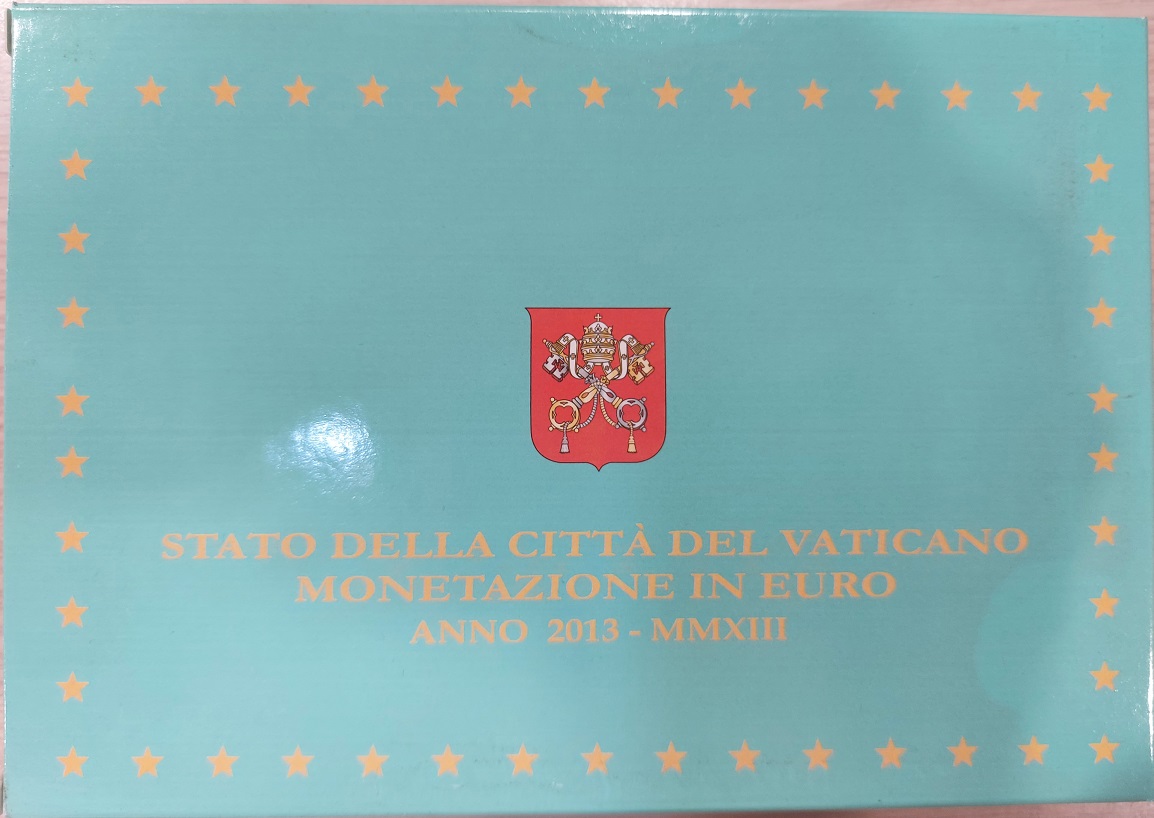 STATO DELLA CITTÀ DEL VATICANO
MONETAZIONE IN EURO
ANNO 2013 - MMXIII